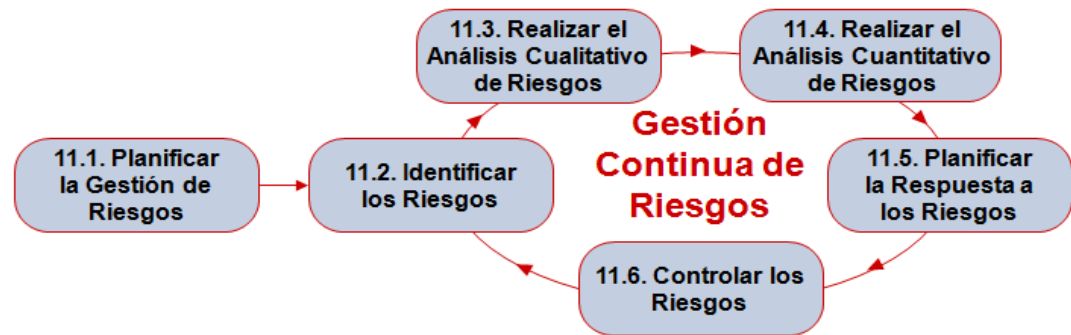 11.1. Planificar
la Gestión de
Riesgos
11.2. Identificar
los Riesgos
11.3. Realizar el
Análisis Cualitativo
de Riesgos
11.4. Realizar el
Análisis Cuantitativo
de Riesgos
11.5. Planificar
la Respuesta a
los Riesgos
11.6. Controlar los
Riesgos
Gestión
Continua de
Riesgos